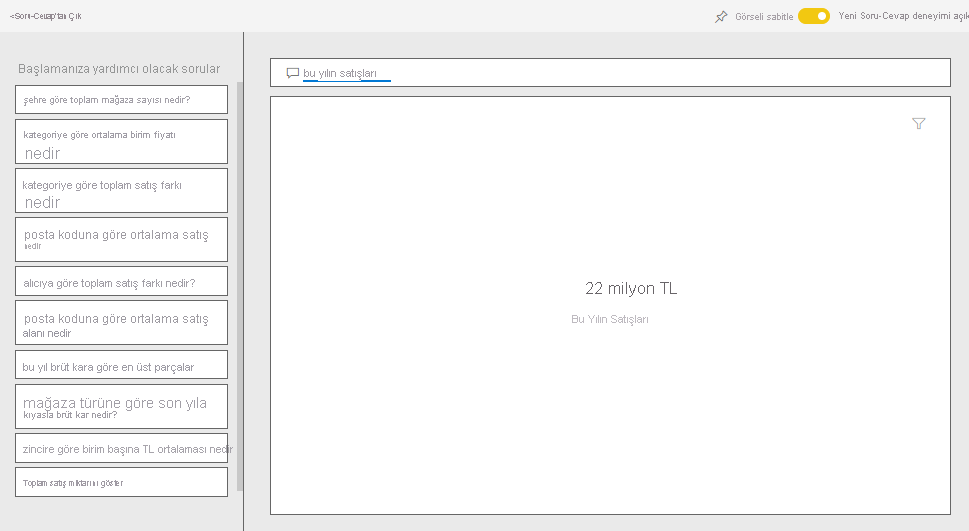 <Soru-Cevap'tan Çık
Görseli sabitle
Yeni Soru-Cevap deneyimi açık
Başlamanıza yardımcı olacak sorular
şehre göre toplam mağaza sayısı nedir?
kategoriye göre ortalama birim fiyatı
nedir
kategoriye göre toplam satış farkı
nedir
posta koduna göre ortalama satış
nedir
alıcıya göre toplam satış farkı nedir?
posta koduna göre ortalama satış
alanı nedir
bu yıl brüt kara göre en üst parçalar
mağaza türüne göre son yıla
kıyasla brüt kar nedir?
zincire göre birim başına TL ortalaması nedir
Toplam satış miktarını göster
bu yılın satışları
22 milyon TL
Bu Yılın Satışları